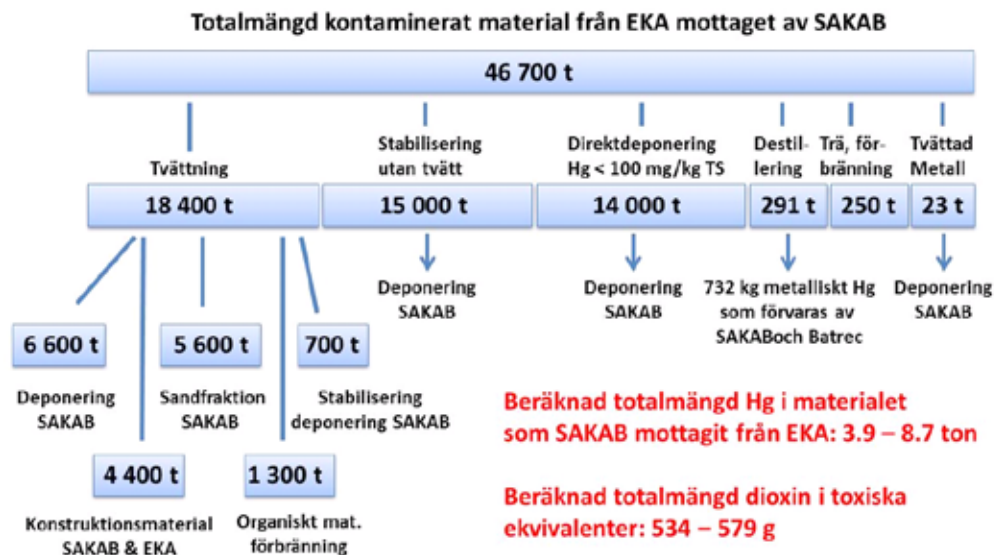 Totalmängd kontaminerat material från EKA mottaget av SAKAB
46 700 t
Tvättning
Stabilisering
utan tvätt
Direktdeponering
Hg < 100 mg/kg TS
Destil-
lering
Trä, för-
bränning
Tvättad
Metall
18 400 t
15 000 t
14 000 t
291 t
250 t
23 t
Deponering
SAKAB
Deponering
SAKAB
732 kg metalliskt Hg
som förvaras av
SAKABoch Batrec
Deponering
SAKAB
6 600 t
5 600 t
700 t
Deponering
SAKAB
Sandfraktion
SAKAB
Stabilisering
deponering SAKAB
4 400 t
1 300 t
Konstruktionsmaterial
SAKAB & EKA
Organiskt mat.
förbränning
Beräknad totalmängd Hg i materialet
som SAKAB mottagit från EKA: 3.9 – 8.7 ton
Beräknad totalmängd dioxin i toxiska
ekvivalenter: 534 – 579 g